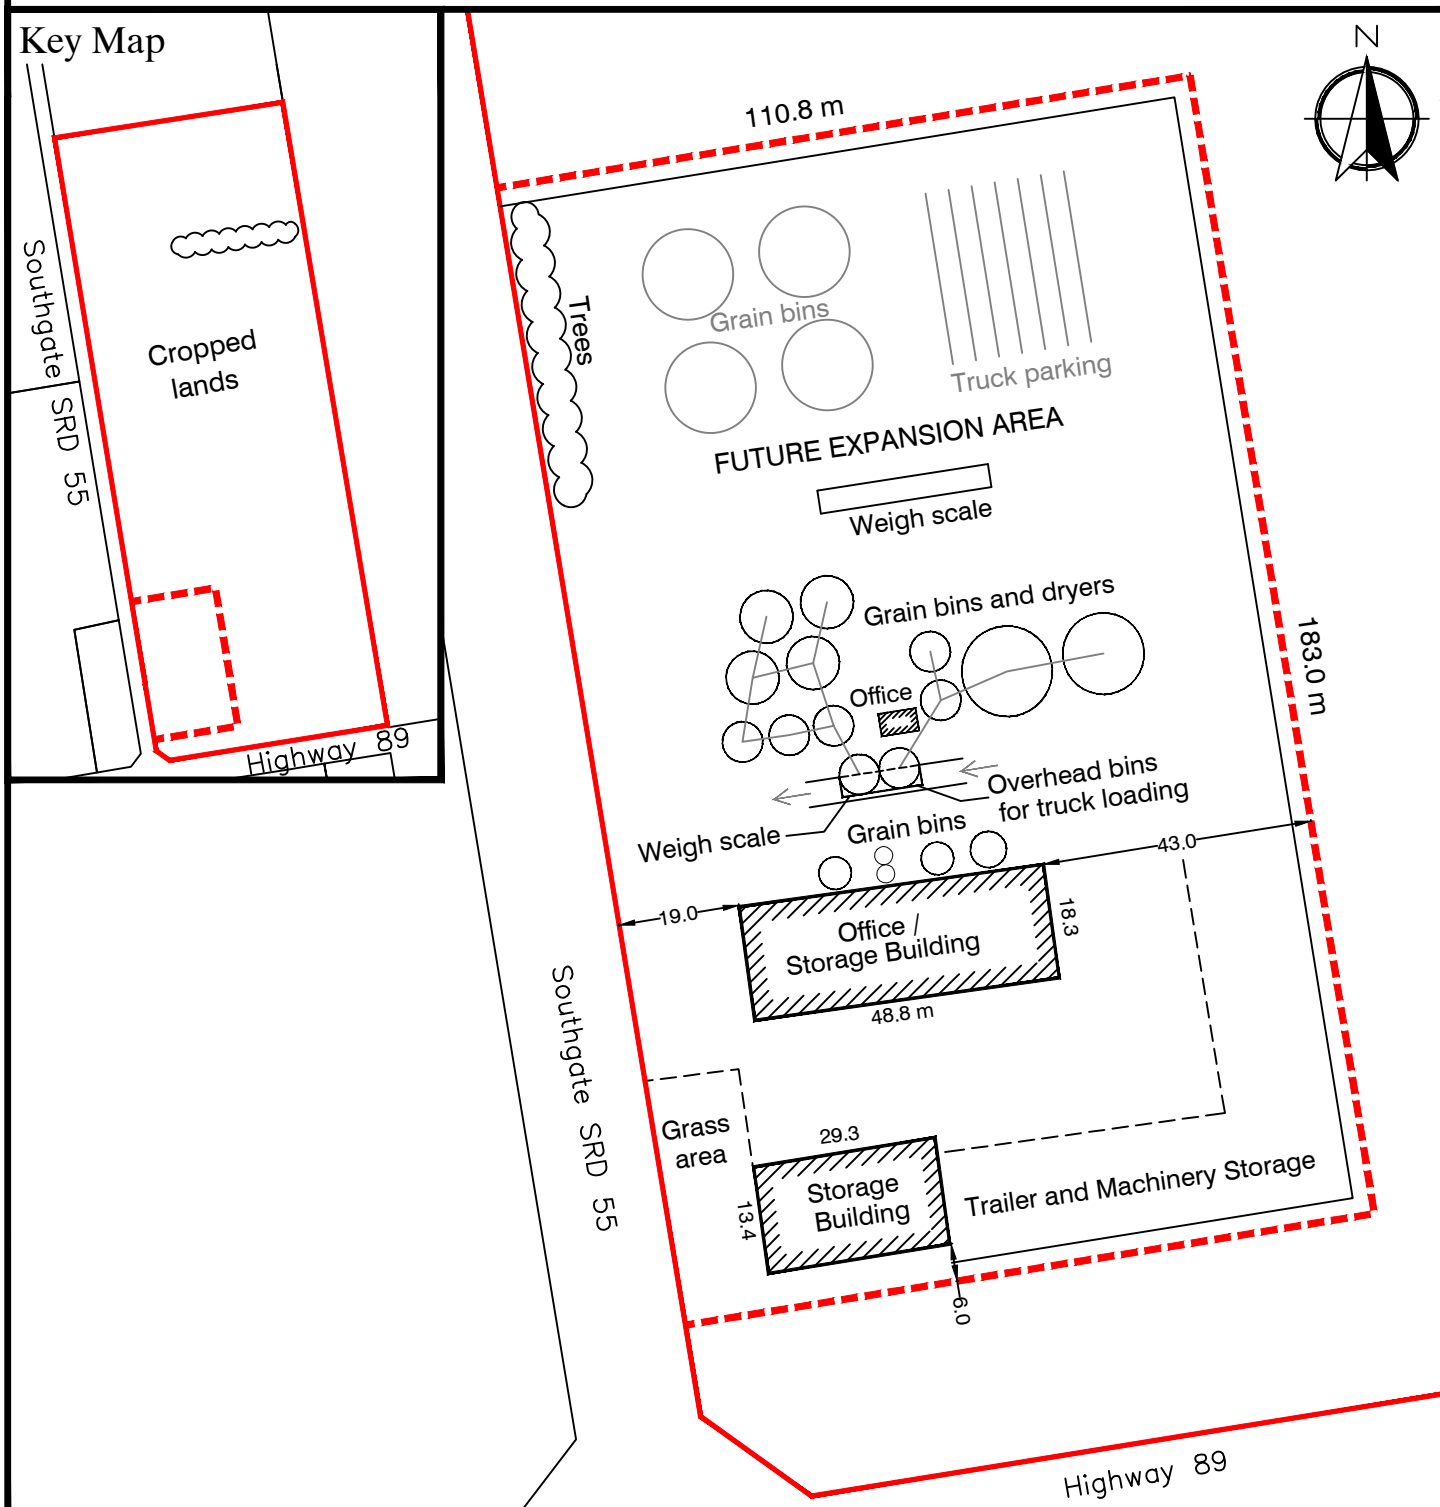 Key Map
N
110.8 m
Southgate SRD 55
Cropped
lands
Highway 89
Trees
Grain bins
Truck parking
FUTURE EXPANSION AREA
Weigh scale
Grain bins and dryers
183.0 m
Office
Overhead bins
for truck loading
Weigh scale
Grain bins
43.0
19.0
18.3
Office /
Storage Building
48.8 m
Southgate SRD 55
Grass
area
29.3
13.4
Storage
Building
Trailer and Machinery Storage
6.0
Highway 89